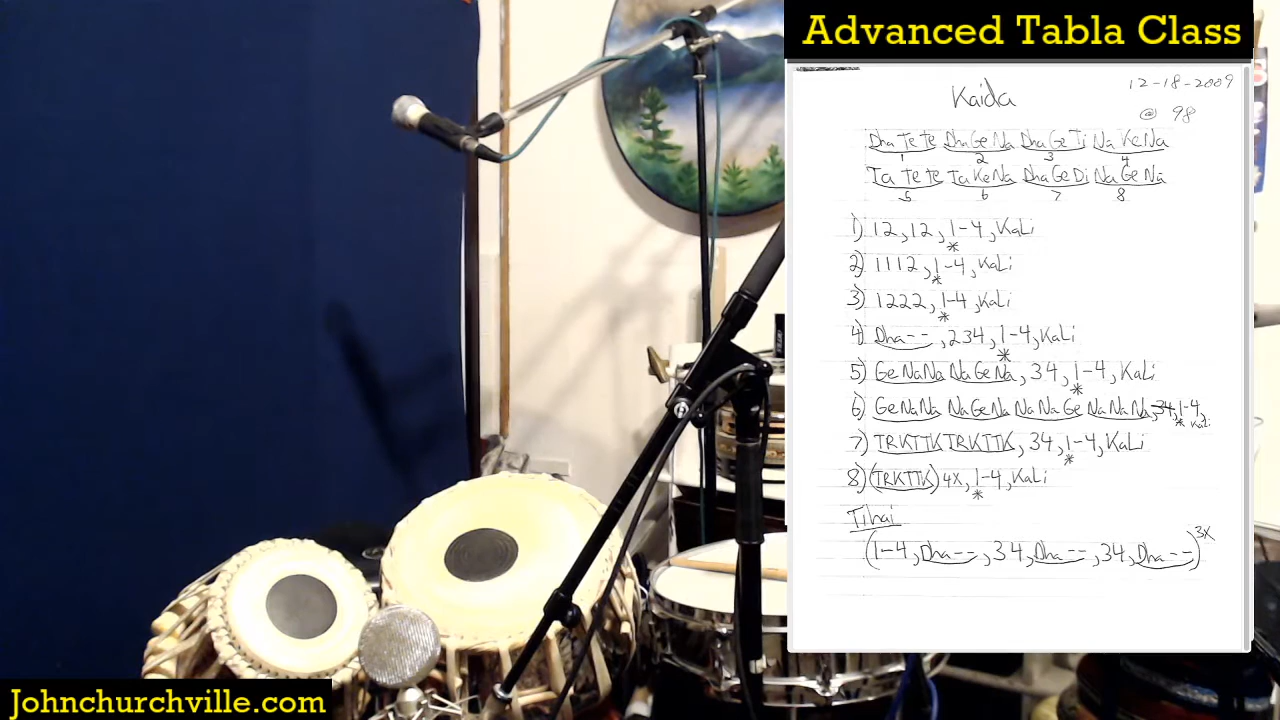 Advanced Tabla Class
12-18-2009
Kaida
@ 98
Dha Te Te Dha Ge Na Dha Ge Ti Na Ke Na
1 2 3 4
Ta Te Te Ta Ke Na Dha Ge Di Na Ge Na
5 6 7 8
1) 12, 12, 1-4, KaLi
*
2) 1112, 1-4, KaLi
*
3) 1222, 1-4, KaLi
*
4) Dha--, 234, 1-4, KaLi
*
5) Ge Na Na Na Ge Na, 34, 1-4, KaLi
*
6) Ge Na Na Na Ge Na Na Na Ge Na Na Na, 34, 1-4, KaLi
*
7) TRKTTKTRKTTK, 34, 1-4, KaLi
*
8) (TRKTTK) 4X, 1-4, KaLi
*
Tihai
(1-4, Dha--, 34, Dha--, 34, Dha--) 3X
Johnchurchville.com